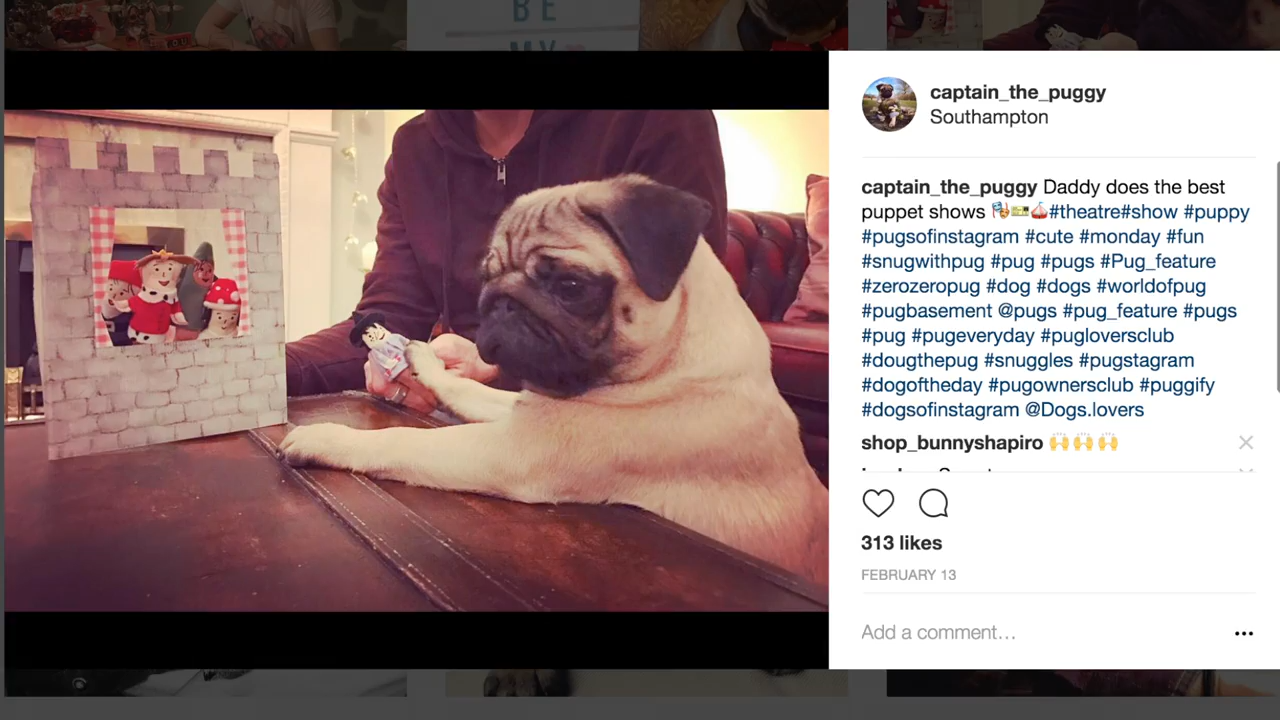 BE
MY
captain_the_puggy
Southampton
captain_the_puggy Daddy does the best
puppet shows 🎭🎫🎪#theatre#show #puppy
#pugsofinstagram #cute #monday #fun
#snugwithpug #pug #pugs #Pug_feature
#zerozeropug #dog #dogs #worldofpug
#pugbasement @pugs #pug_feature #pugs
#pug #pugeveryday #pugloversclub
#dougthepug #snuggles #pugstagram
#dogoftheday #pugownersclub #puggify
#dogsofinstagram @Dogs.lovers
shop_bunnyshapiro 🙌🙌🙌
313 likes
FEBRUARY 13
Add a comment…